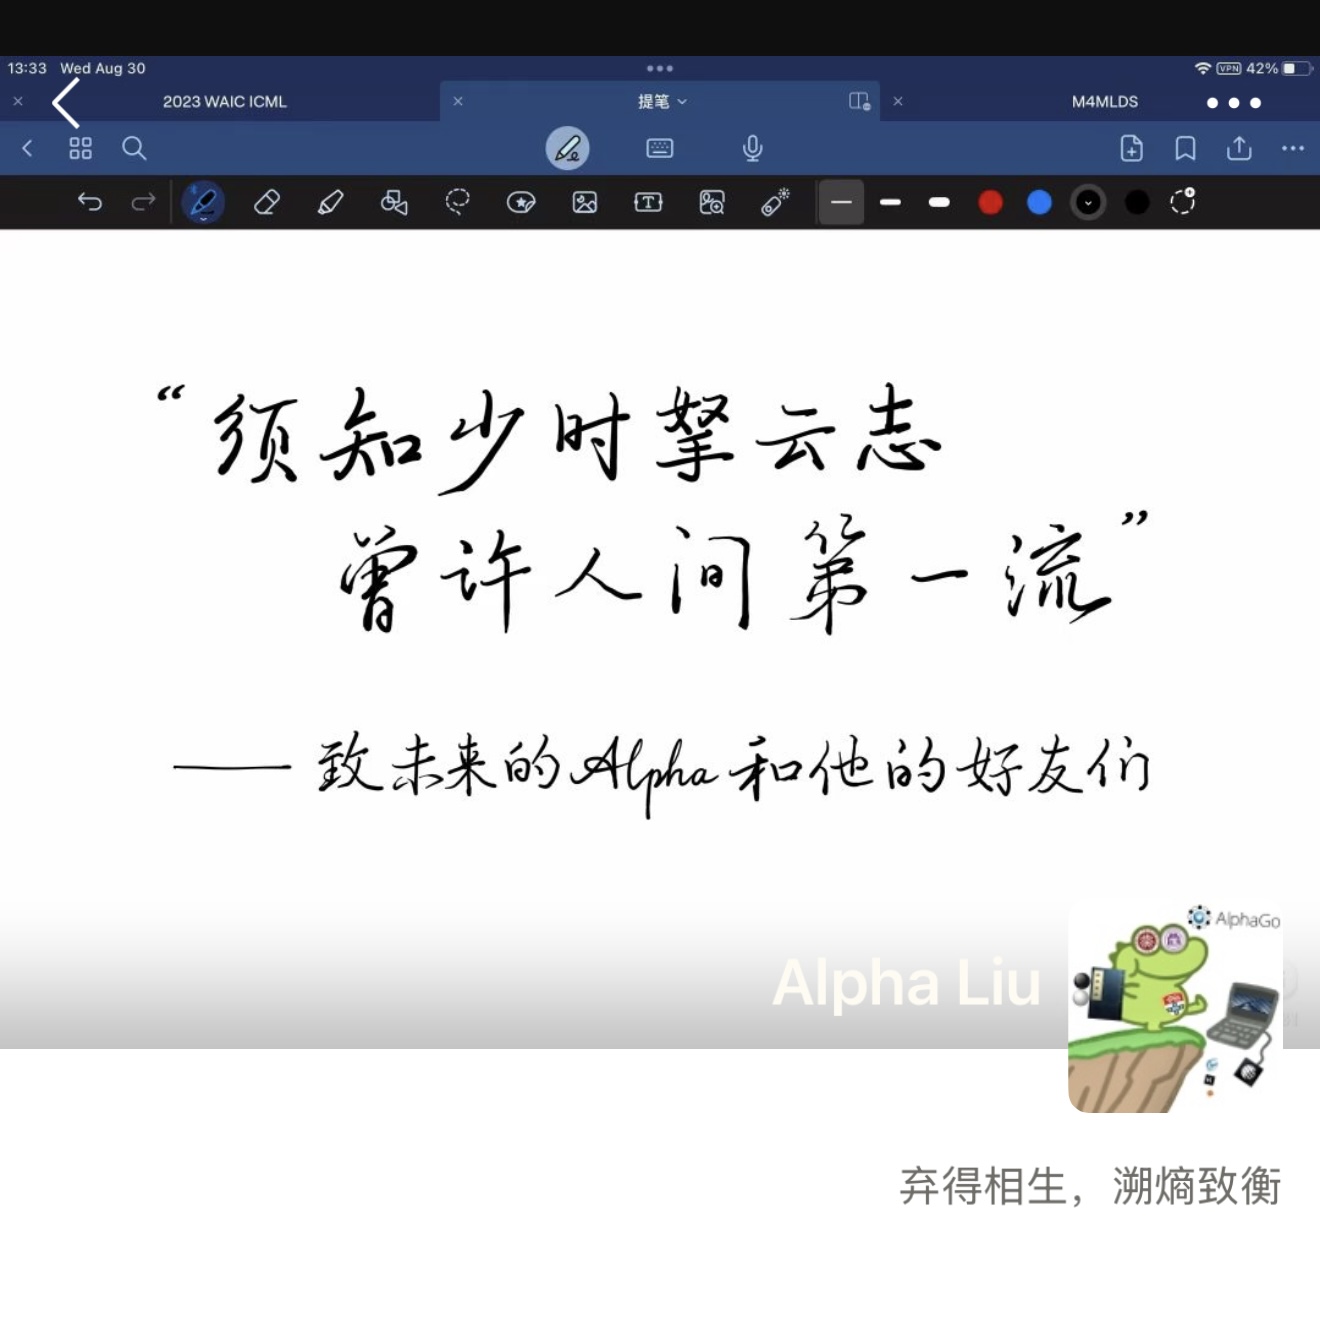 13:33 Wed Aug 30
VPN 42%
2023 WAIC ICML
提笔
M4MLDS
T
“须知少时拏云志
曾许人间第一流”
——致未来的Alpha和他的好友们
AlphaGo
Alpha Liu
弃得相生，溯熵致衡